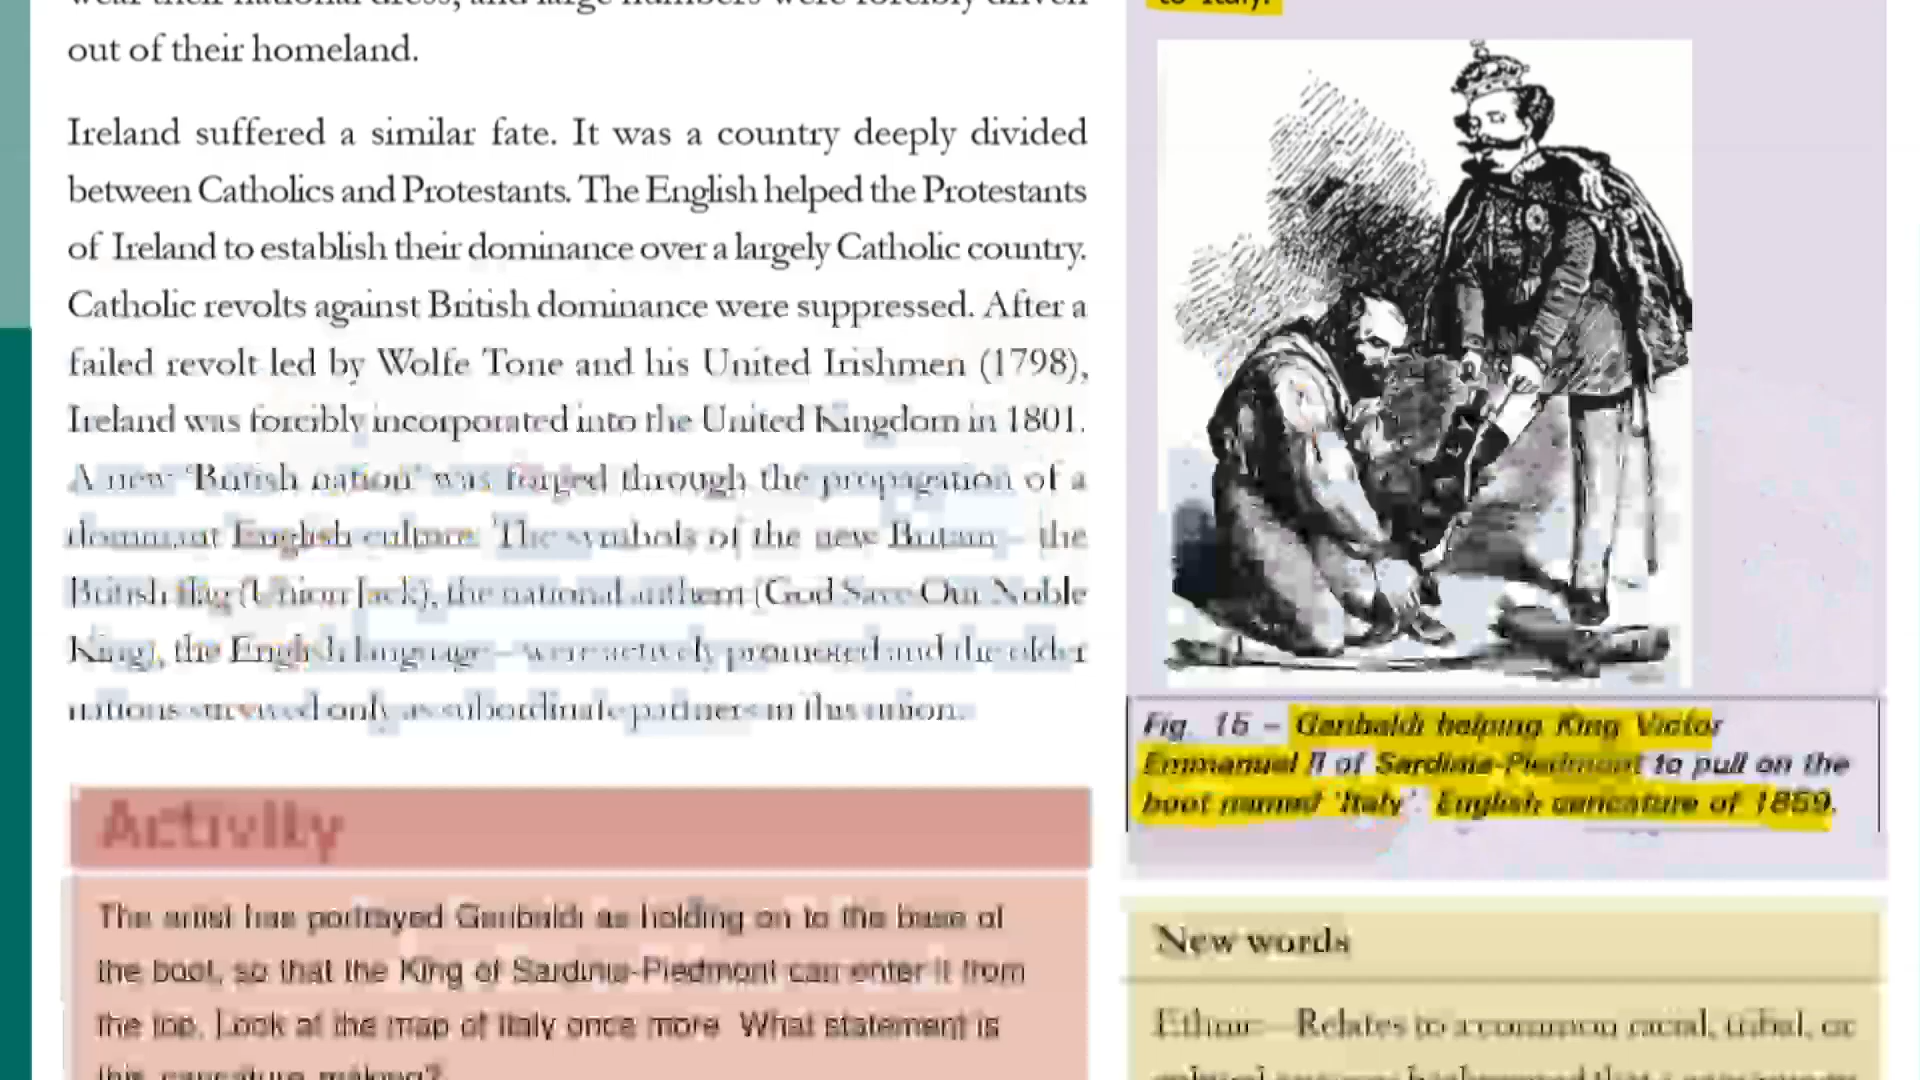 out of their homeland.
Ireland suffered a similar fate. It was a country deeply divided
between Catholics and Protestants. The English helped the Protestants
of Ireland to establish their dominance over a largely Catholic country.
Catholic revolts against British dominance were suppressed. After a
failed revolt led by Wolfe Tone and his United Irishmen (1798),
Ireland was forcibly incorporated into the United Kingdom in 1801.
A new 'British nation' was forged through the propagation of a
dominant English culture. The symbols of the new Britain – the
British flag (Union Jack), the national anthem (God Save Our Noble
King), the English language – were actively promoted and the older
nations survived only as subordinate partners in this union.
Activity
The artist has portrayed Garibaldi as holding on to the base of
the boot, so that the King of Sardinia-Piedmont can enter it from
the top. Look at the map of Italy once more. What statement is
this caricature making?
to Italy.
Fig. 15 – Garibaldi helping King Victor
Emmanuel II of Sardinia-Piedmont to pull on the
boot named 'Italy'. English caricature of 1859.
New words
Ethnic – Relates to a common racial, tribal, or